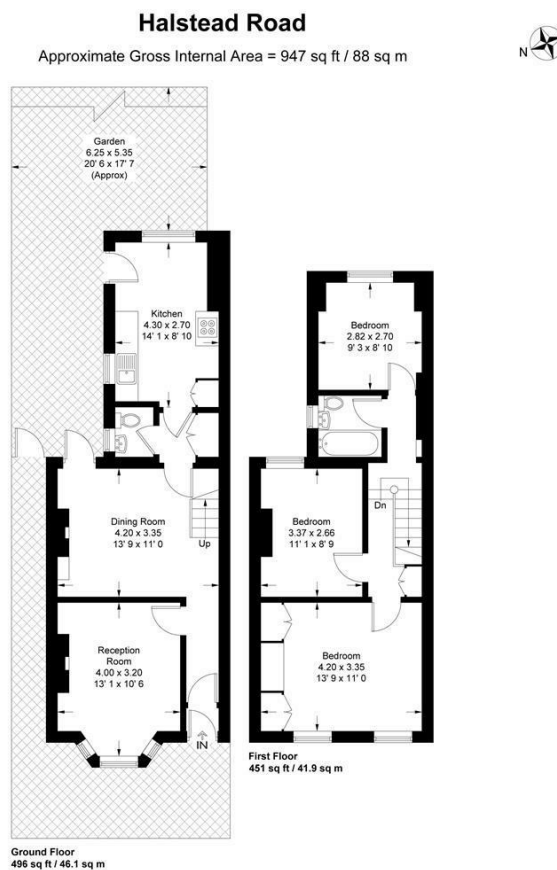 Halstead Road
Approximate Gross Internal Area = 947 sq ft / 88 sq m
N
Garden
6.25 x 5.35
20' 6 x 17' 7
(Approx)
Kitchen
4.30 x 2.70
14' 1 x 8' 10
Dining Room
4.20 x 3.35
13' 9 x 11' 0
Up
Reception
Room
4.00 x 3.20
13' 1 x 10' 6
IN
Ground Floor
496 sq ft / 46.1 sq m
Bedroom
2.82 x 2.70
9' 3 x 8' 10
Dn
Bedroom
3.37 x 2.66
11' 1 x 8' 9
Bedroom
4.20 x 3.35
13' 9 x 11' 0
First Floor
451 sq ft / 41.9 sq m